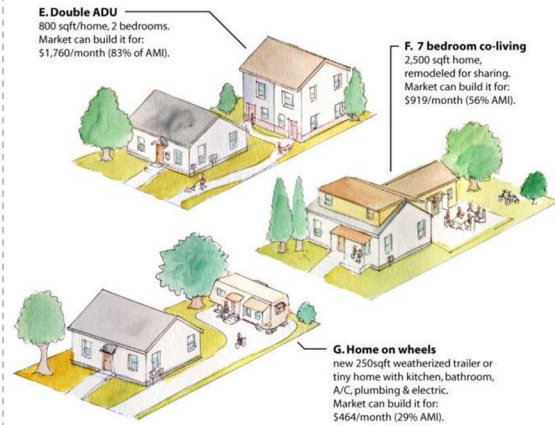 E. Double ADU
800 sqft/home, 2 bedrooms.
Market can build it for:
$1,760/month (83% of AMI).
F. 7 bedroom co-living
2,500 sqft home,
remodeled for sharing.
Market can build it for:
$919/month (56% AMI).
G. Home on wheels
new 250sqft weatherized trailer or
tiny home with kitchen, bathroom,
A/C, plumbing & electric.
Market can build it for:
$464/month (29% AMI).